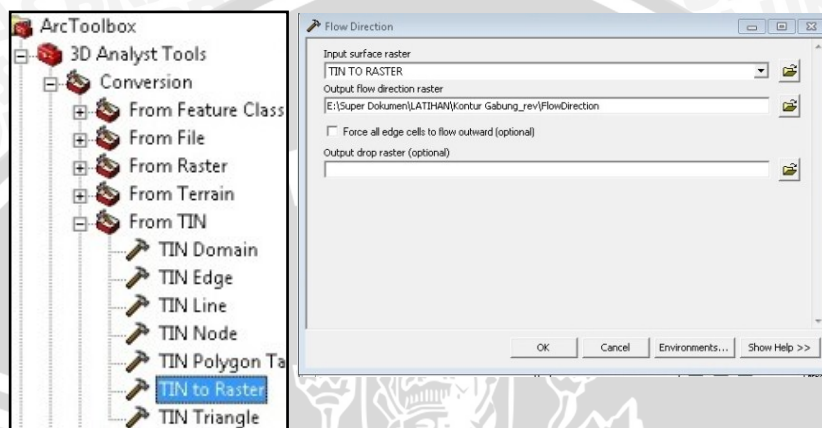 ArcToolbox
3D Analyst Tools
Conversion
From Feature Class
From File
From Raster
From Terrain
From TIN
TIN Domain
TIN Edge
TIN Line
TIN Node
TIN Polygon Ta
TIN to Raster
TIN Triangle
Flow Direction
Input surface raster
TIN TO RASTER
Output flow direction raster
E:\Super Dokumen\LATIHAN\Kontur Gabung_rev\FlowDirection
Force all edge cells to flow outward (optional)
Output drop raster (optional)
OK Cancel Environments... Show Help >>